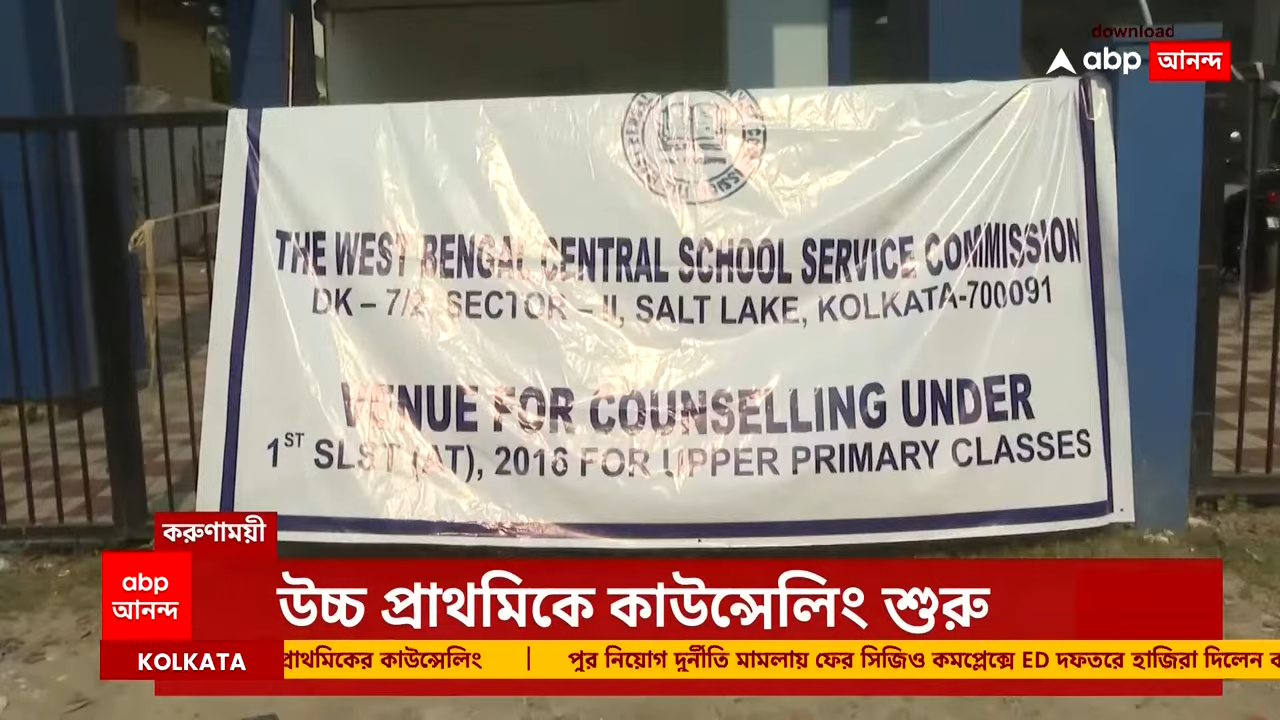 download
abp আনন্দ
THE WEST BENGAL CENTRAL SCHOOL SERVICE COMMISSION
DK – 7/2 SECTOR – II, SALT LAKE, KOLKATA-700091
VENUE FOR COUNSELLING UNDER
1ST SLST (AT), 2016 FOR UPPER PRIMARY CLASSES
করুণাময়ী
abp আনন্দ
উচ্চ প্রাথমিকে কাউন্সেলিং শুরু
KOLKATA
প্রাথমিকের কাউন্সেলিং | পুর নিয়োগ দুর্নীতি মামলায় ফের সিজিও কমপ্লেক্সে ED দফতরে হাজিরা দিলেন